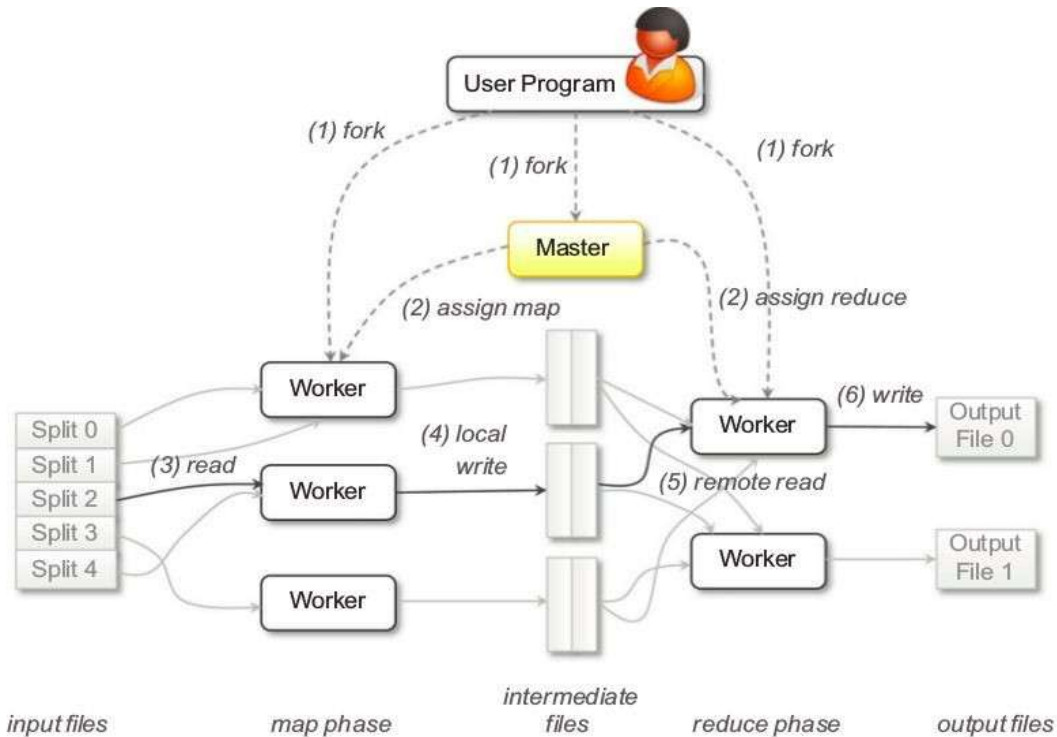 User Program
(1) fork
(1) fork
(1) fork
Master
(2) assign map
(2) assign reduce
Worker
Split 0
Split 1
Split 2
Split 3
Split 4
(3) read
Worker
(4) local
write
Worker
Worker
(6) write
Output
File 0
(5) remote read
Worker
Output
File 1
input files
map phase
intermediate
files
reduce phase
output files